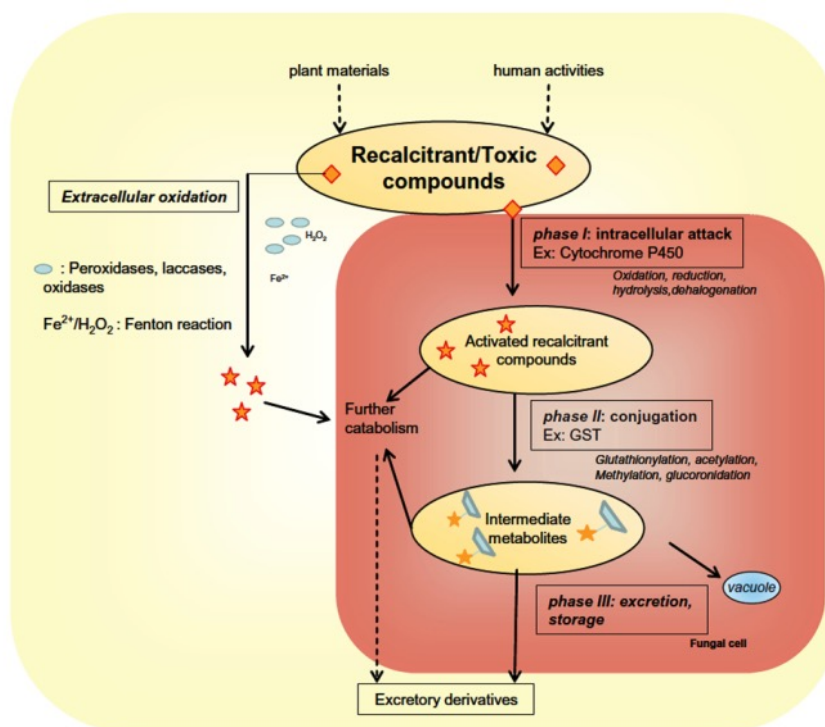 plant materials
human activities
Recalcitrant/Toxic
compounds
Extracellular oxidation
H₂O₂
Fe²⁺
: Peroxidases, laccases,
oxidases
Fe²⁺/H₂O₂ : Fenton reaction
phase I: intracellular attack
Ex: Cytochrome P450
Oxidation, reduction,
hydrolysis,dehalogenation
Activated recalcitrant
compounds
Further
catabolism
phase II: conjugation
Ex: GST
Glutathionylation, acetylation,
Methylation, glucoronidation
Intermediate
metabolites
vacuole
phase III: excretion,
storage
Fungal cell
Excretory derivatives